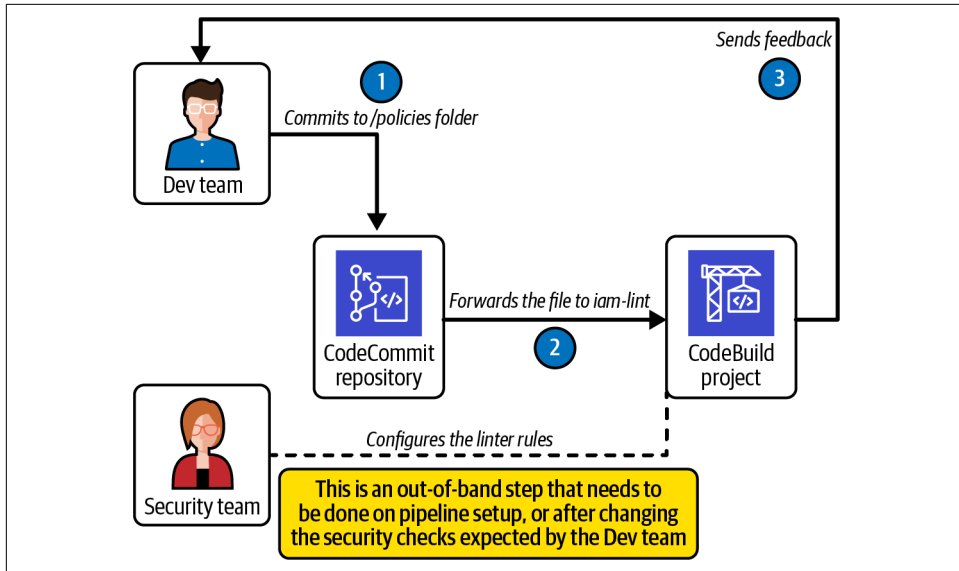 Sends feedback
3
1
Commits to /policies folder
Dev team
</>
</>
Forwards the file to iam-lint
2
CodeCommit
repository
CodeBuild
project
Configures the linter rules
Security team
This is an out-of-band step that needs to
be done on pipeline setup, or after changing
the security checks expected by the Dev team